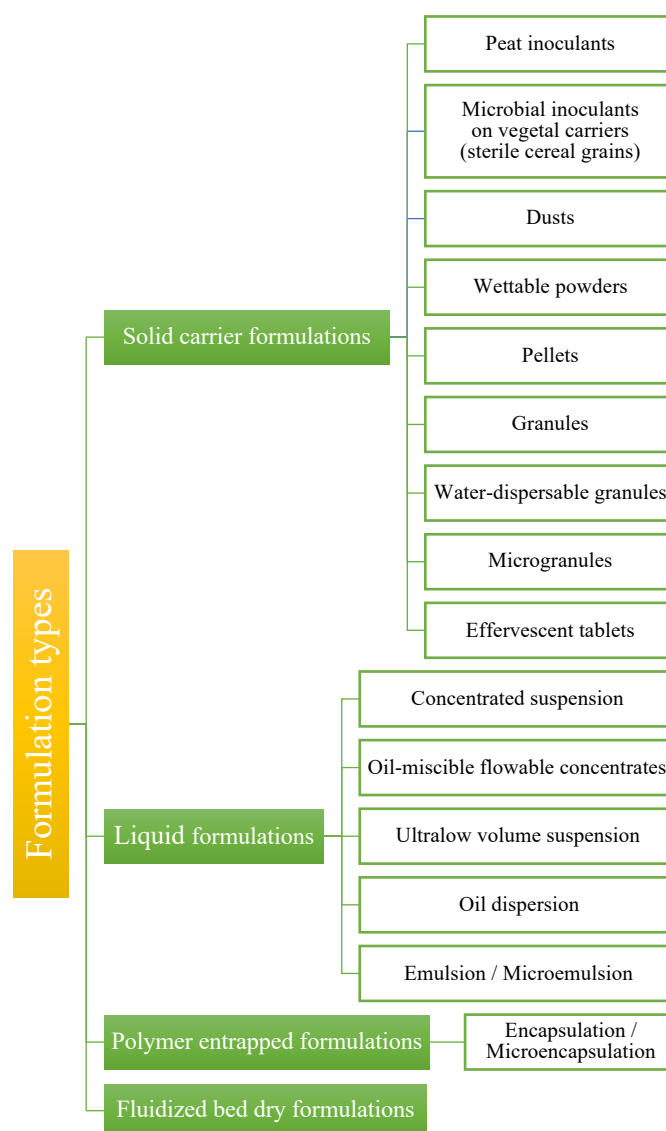 Formulation types
Solid carrier formulations
Peat inoculants
Microbial inoculants
on vegetal carriers
(sterile cereal grains)
Dusts
Wettable powders
Pellets
Granules
Water-dispersable granules
Microgranules
Effervescent tablets
Liquid formulations
Concentrated suspension
Oil-miscible flowable concentrates
Ultralow volume suspension
Oil dispersion
Emulsion / Microemulsion
Polymer entrapped formulations
Encapsulation /
Microencapsulation
Fluidized bed dry formulations